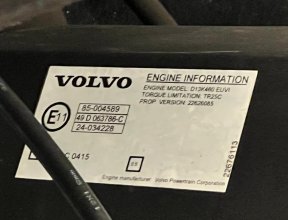 VOLVO
ENGINE INFORMATION
ENGINE MODEL: D13K460 EUVI
TORQUE LIMITATION: TR25C
PROP. VERSION: 22626085
E11
85-004589
49 D 063786-C
24-034228
C 0415
Engine manufacturer: Volvo Powertrain Corporation
22676113